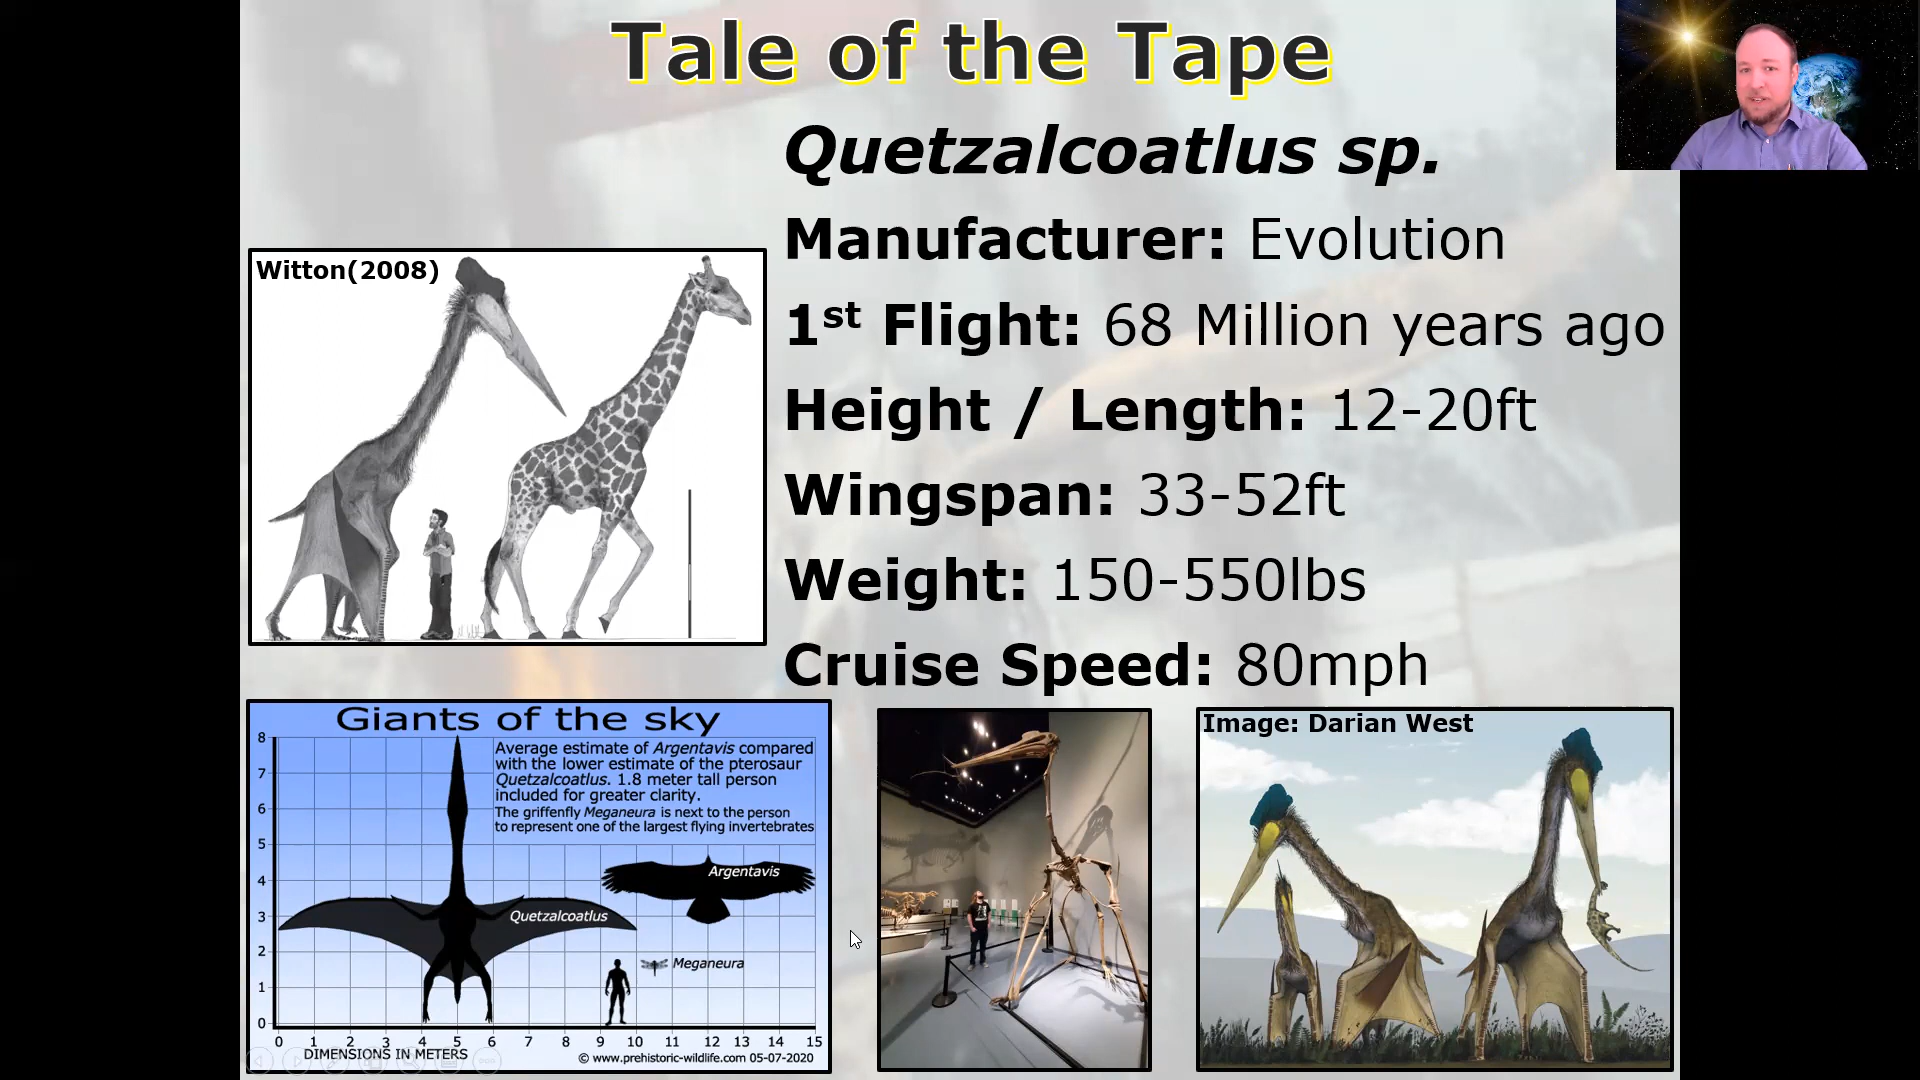 Tale of the Tape
Quetzalcoatlus sp.
Manufacturer: Evolution
1st Flight: 68 Million years ago
Height / Length: 12-20ft
Wingspan: 33-52ft
Weight: 150-550lbs
Cruise Speed: 80mph
Witton(2008)
Giants of the sky
Average estimate of Argentavis compared
with the lower estimate of the pterosaur
Quetzalcoatlus. 1.8 meter tall person
included for greater clarity.
The griffenfly Meganeura is next to the person
to represent one of the largest flying invertebrates
8
7
6
5
4
3
2
1
0
Argentavis
Quetzalcoatlus
Meganeura
0 1 2 3 4 5 6 7 8 9 10 11 12 13 14 15
DIMENSIONS IN METERS
© www.prehistoric-wildlife.com 05-07-2020
Image: Darian West